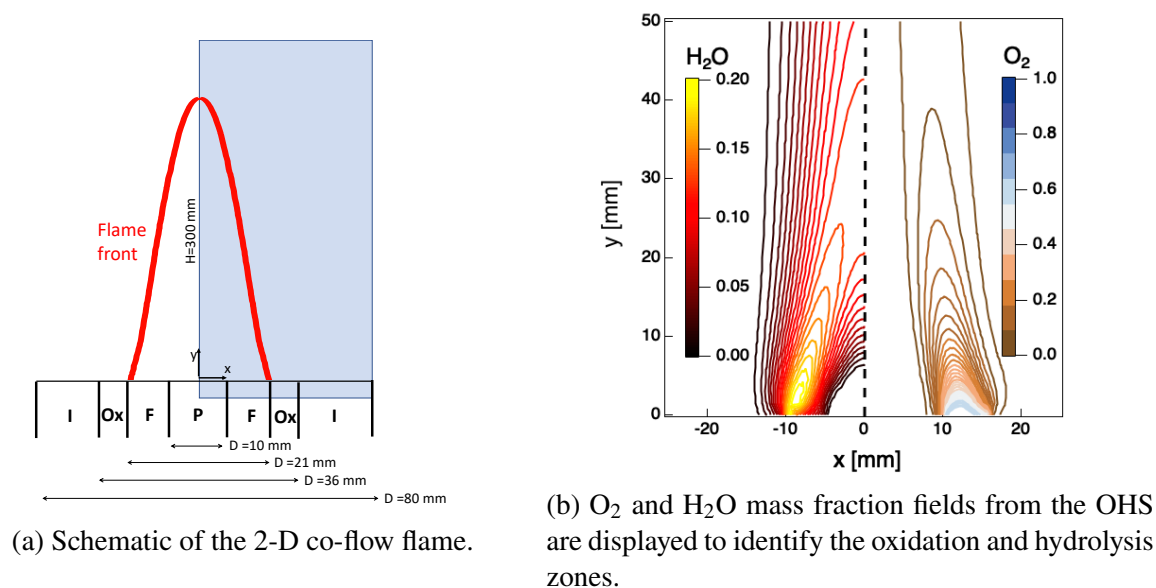 Flame
front
H=300 mm
y
x
I
Ox
F
P
F
Ox
I
D =10 mm
D =21 mm
D =36 mm
D =80 mm
(a) Schematic of the 2-D co-flow flame.
50
40
30
20
10
0
y [mm]
H₂O
0.20
0.15
0.10
0.05
0.00
O₂
1.0
0.8
0.6
0.4
0.2
0.0
-20
-10
0
10
20
x [mm]
(b) O₂ and H₂O mass fraction fields from the OHS
are displayed to identify the oxidation and hydrolysis
zones.